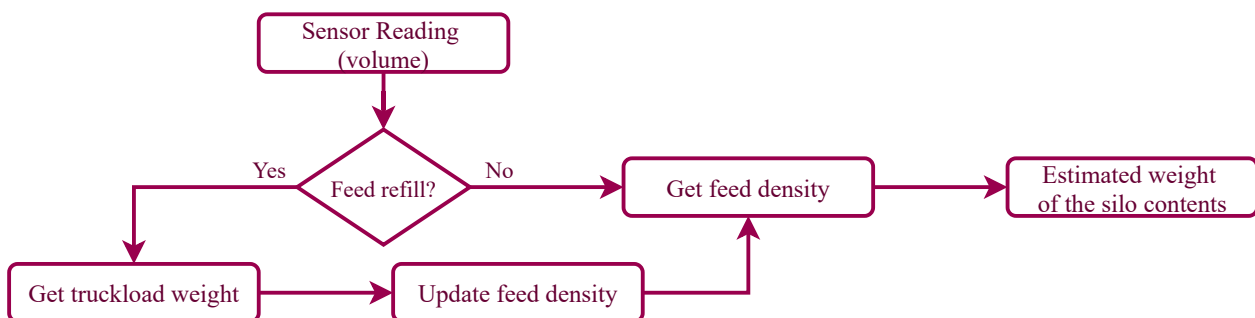 Sensor Reading
(volume)
Yes
Feed refill?
No
Get feed density
Estimated weight
of the silo contents
Get truckload weight
Update feed density